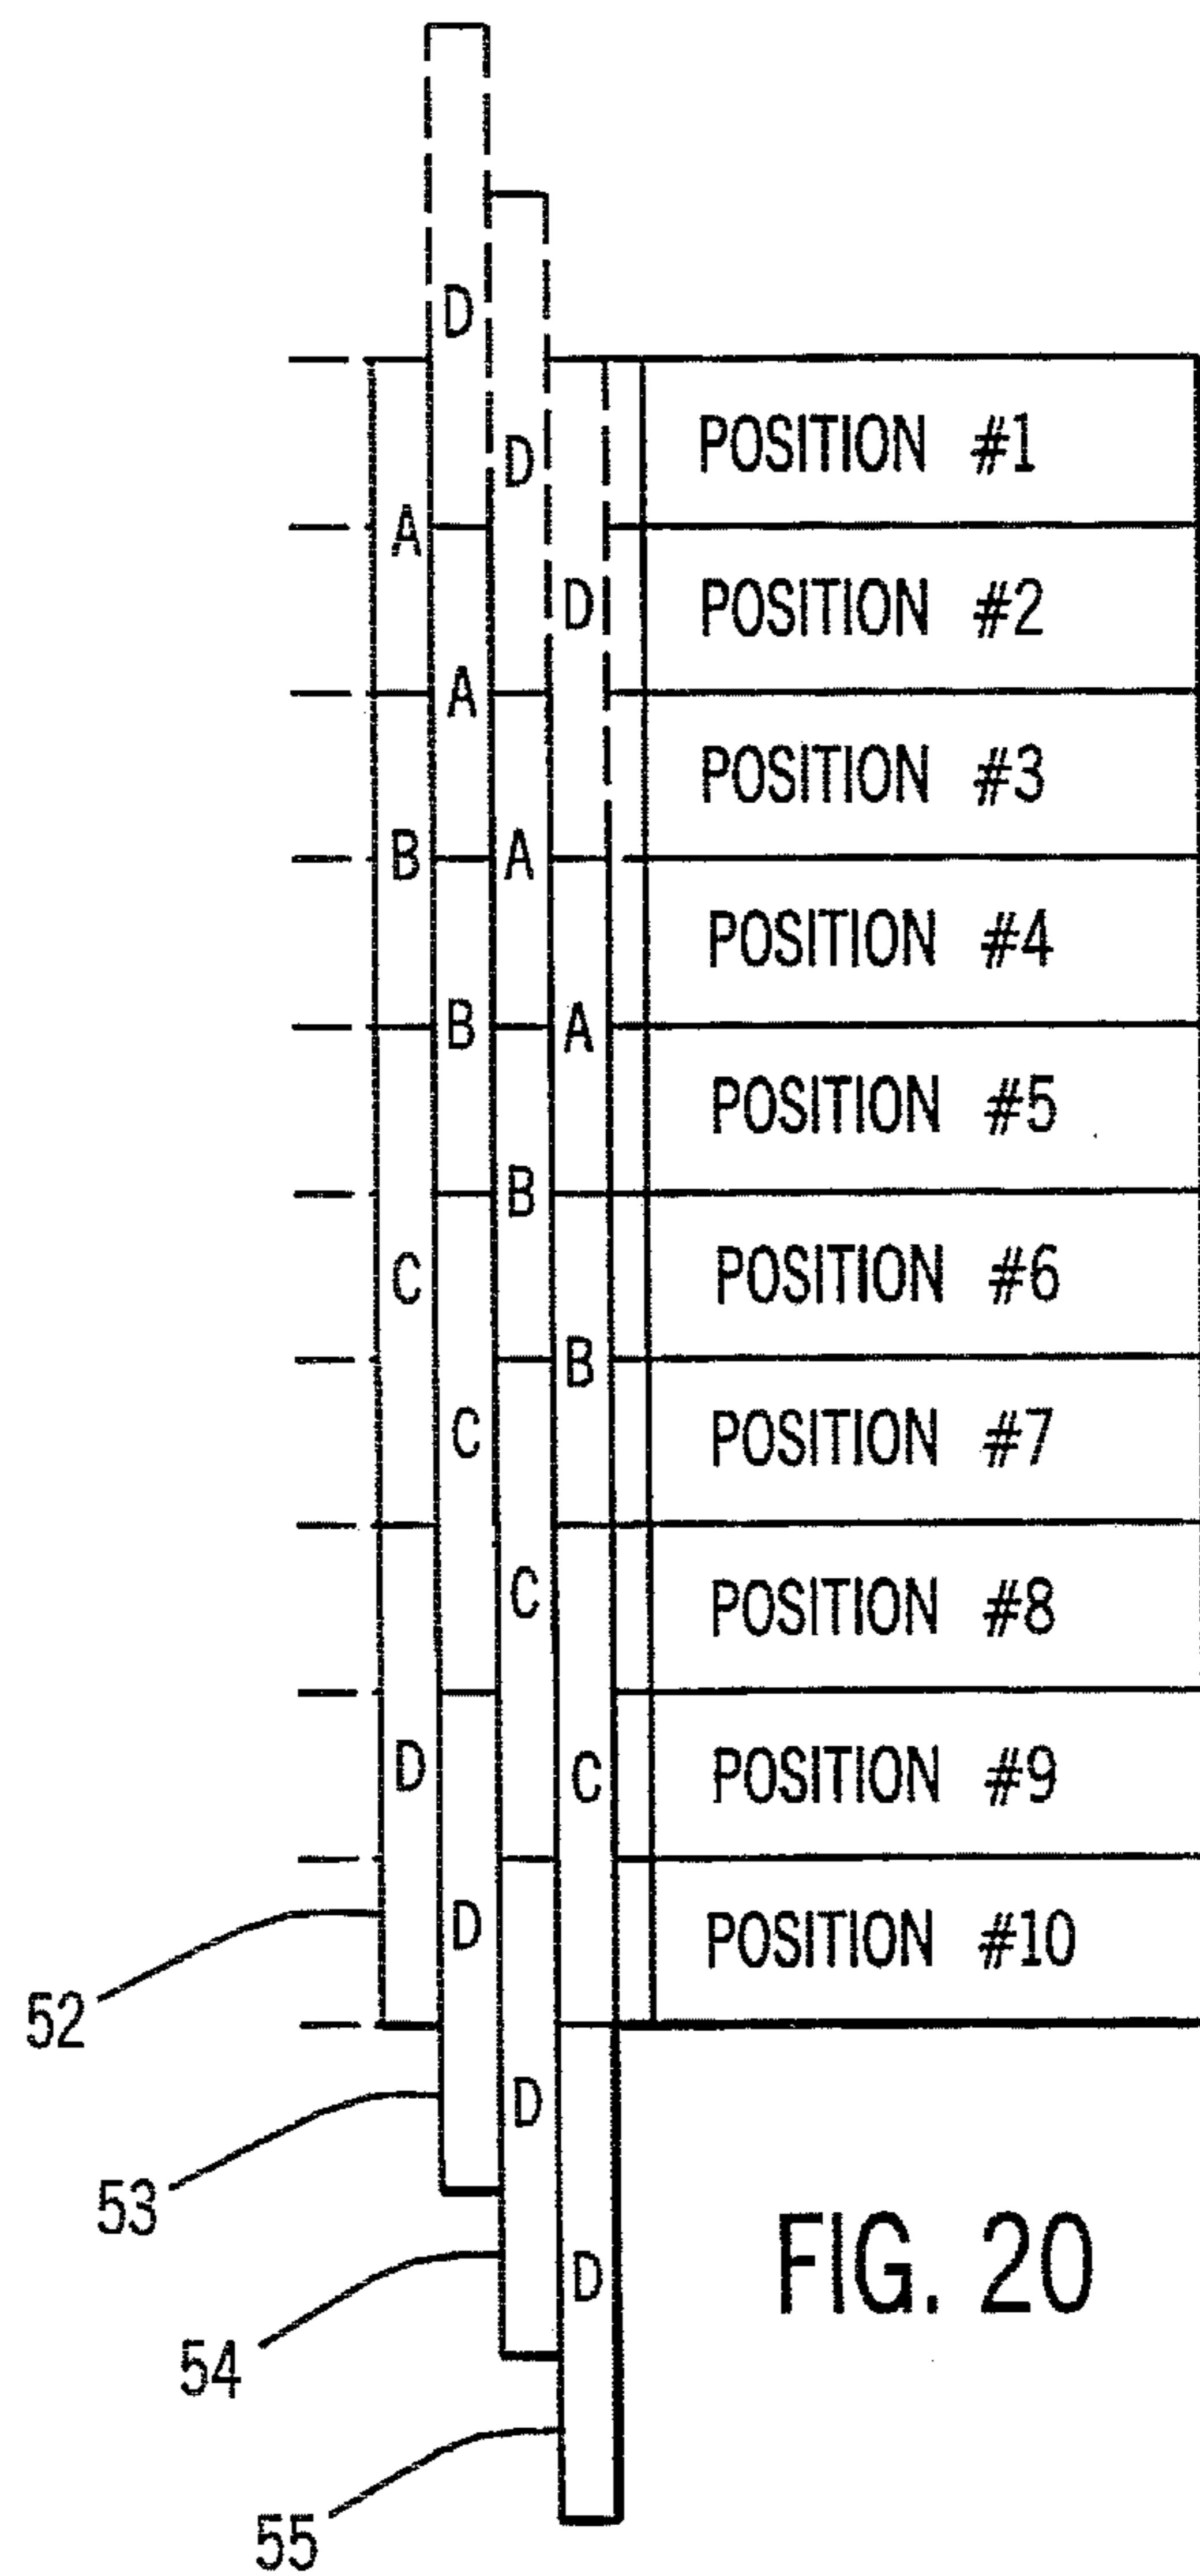 D
D
POSITION #1
A
D
POSITION #2
A
POSITION #3
B
A
POSITION #4
B
A
POSITION #5
B
C
POSITION #6
B
C
POSITION #7
C
POSITION #8
D
C
POSITION #9
D
POSITION #10
52
D
53
D
54
55
FIG. 20